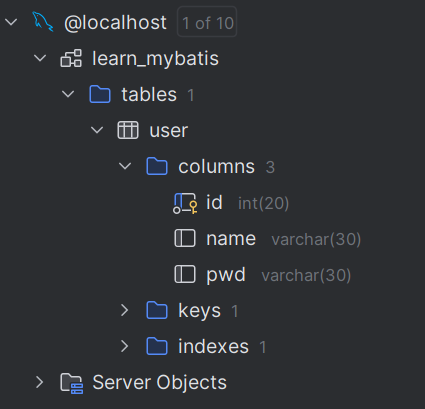 @localhost 1 of 10
learn_mybatis
tables 1
user
columns 3
id int(20)
name varchar(30)
pwd varchar(30)
keys 1
indexes 1
Server Objects